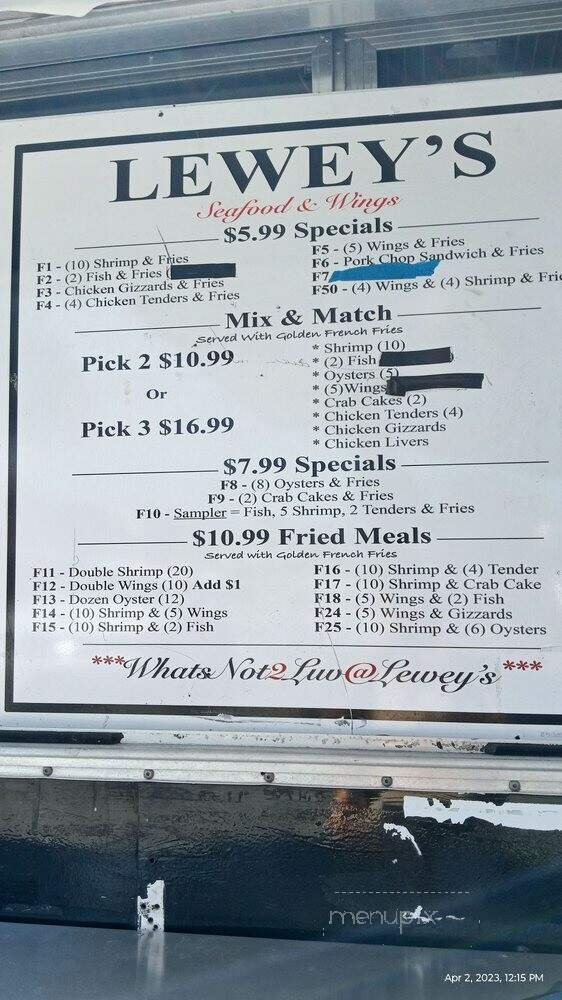 LEWEY'S
Seafood & Wings
$5.99 Specials
F1 - (10) Shrimp & Fries
F2 - (2) Fish & Fries (
F3 - Chicken Gizzards & Fries
F4 - (4) Chicken Tenders & Fries
F5 - (5) Wings & Fries
F6 - Pork Chop Sandwich & Fries
F7
F50 - (4) Wings & (4) Shrimp & Frie
Mix & Match
Served With Golden French Fries
Pick 2 $10.99
Or
Pick 3 $16.99
* Shrimp (10)
* (2) Fish
* Oysters (5)
* (5)Wings
* Crab Cakes (2)
* Chicken Tenders (4)
* Chicken Gizzards
* Chicken Livers
$7.99 Specials
F8 - (8) Oysters & Fries
F9 - (2) Crab Cakes & Fries
F10 - Sampler = Fish, 5 Shrimp, 2 Tenders & Fries
$10.99 Fried Meals
Served with Golden French Fries
F11 - Double Shrimp (20)
F12 - Double Wings (10) Add $1
F13 - Dozen Oyster (12)
F14 - (10) Shrimp & (5) Wings
F15 - (10) Shrimp & (2) Fish
F16 - (10) Shrimp & (4) Tender
F17 - (10) Shrimp & Crab Cake
F18 - (5) Wings & (2) Fish
F24 - (5) Wings & Gizzards
F25 - (10) Shrimp & (6) Oysters
***Whats Not2 Luv@Lewey's***
menupix
Apr 2, 2023, 12:15 PM